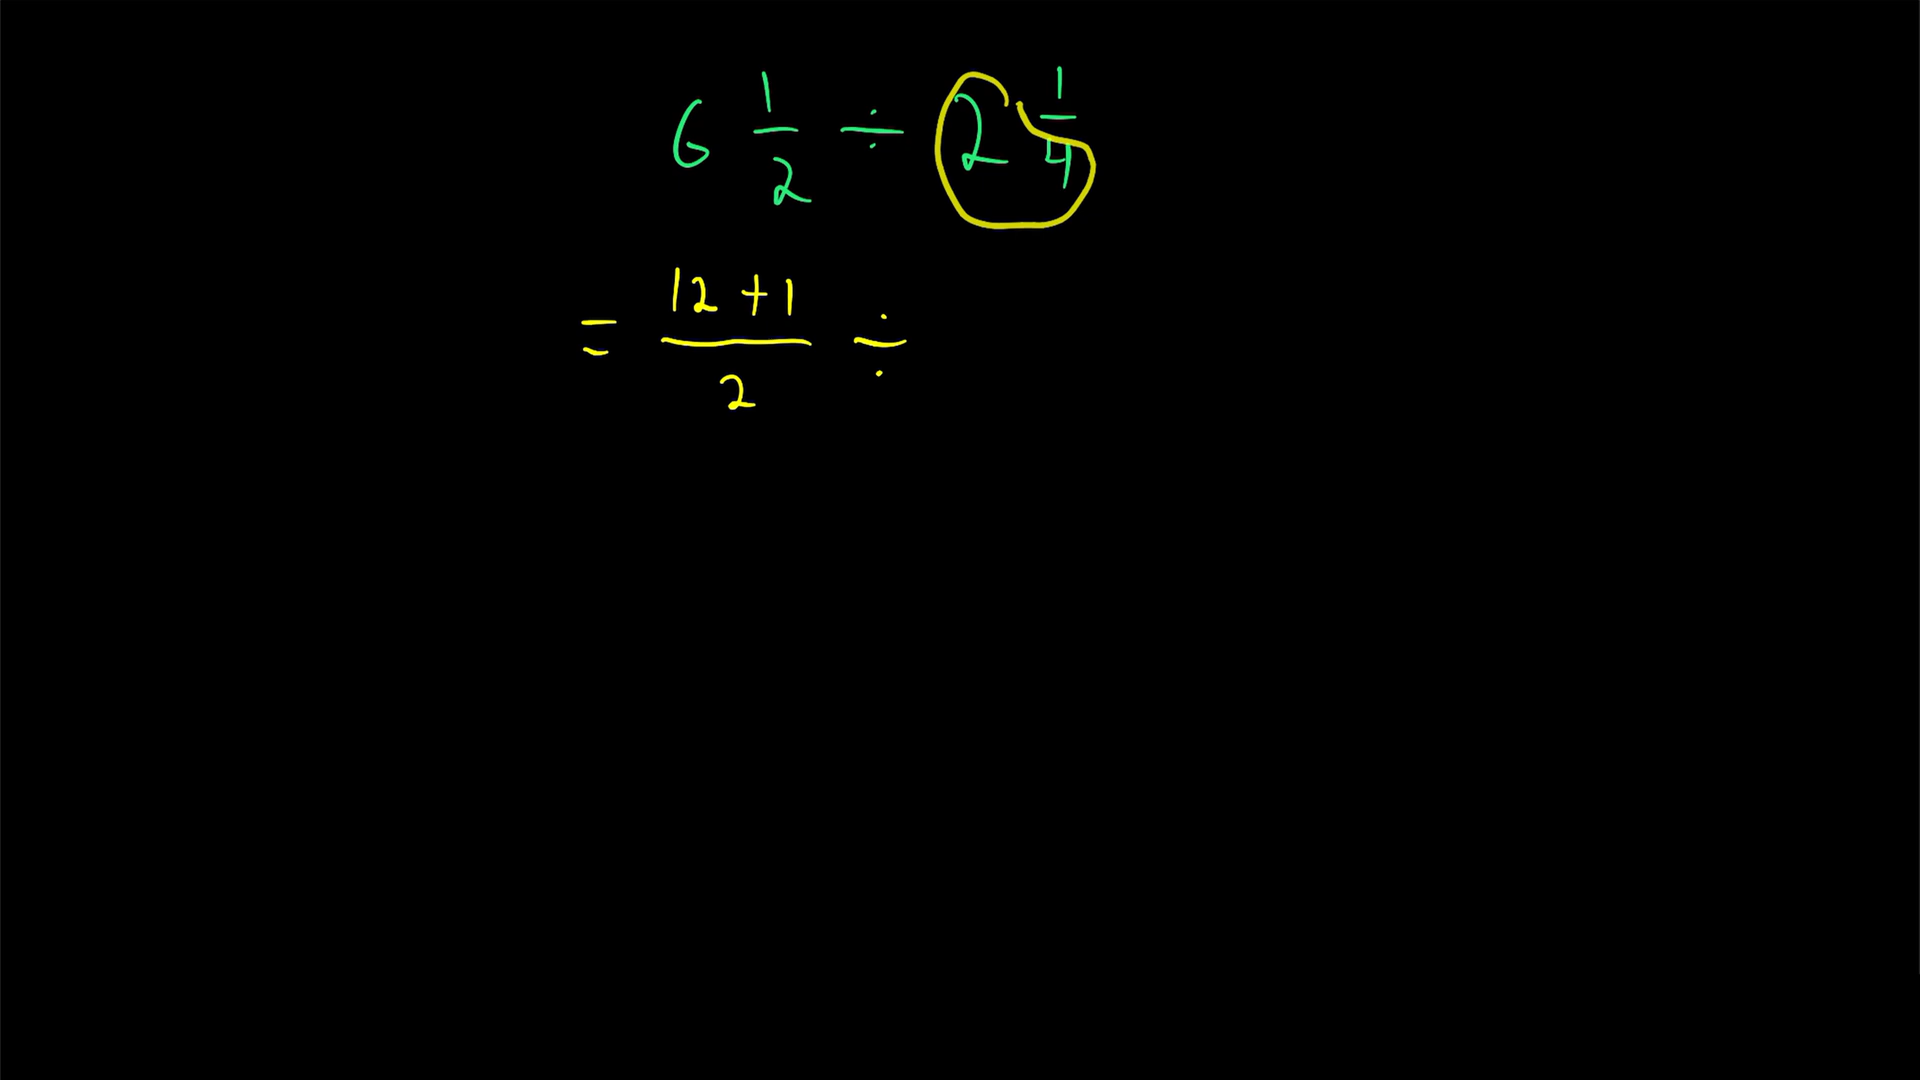 6 1/2 ÷ 2 1/4
= (12 + 1)/2 ÷